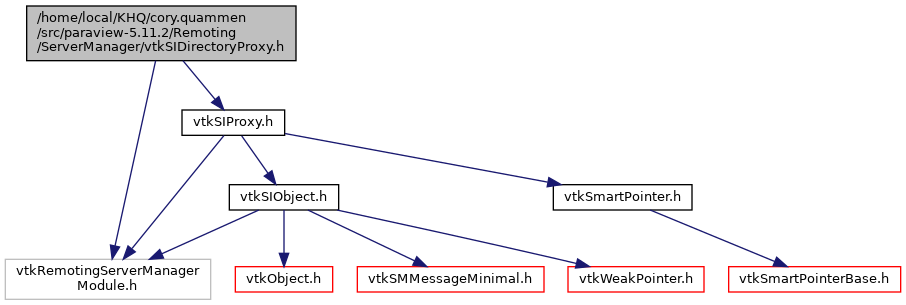 /home/local/KHQ/cory.quammen
/src/paraview-5.11.2/Remoting
/ServerManager/vtkSIDirectoryProxy.h
vtkSIProxy.h
vtkSIObject.h
vtkSmartPointer.h
vtkRemotingServerManager
Module.h
vtkObject.h
vtkSMMessageMinimal.h
vtkWeakPointer.h
vtkSmartPointerBase.h